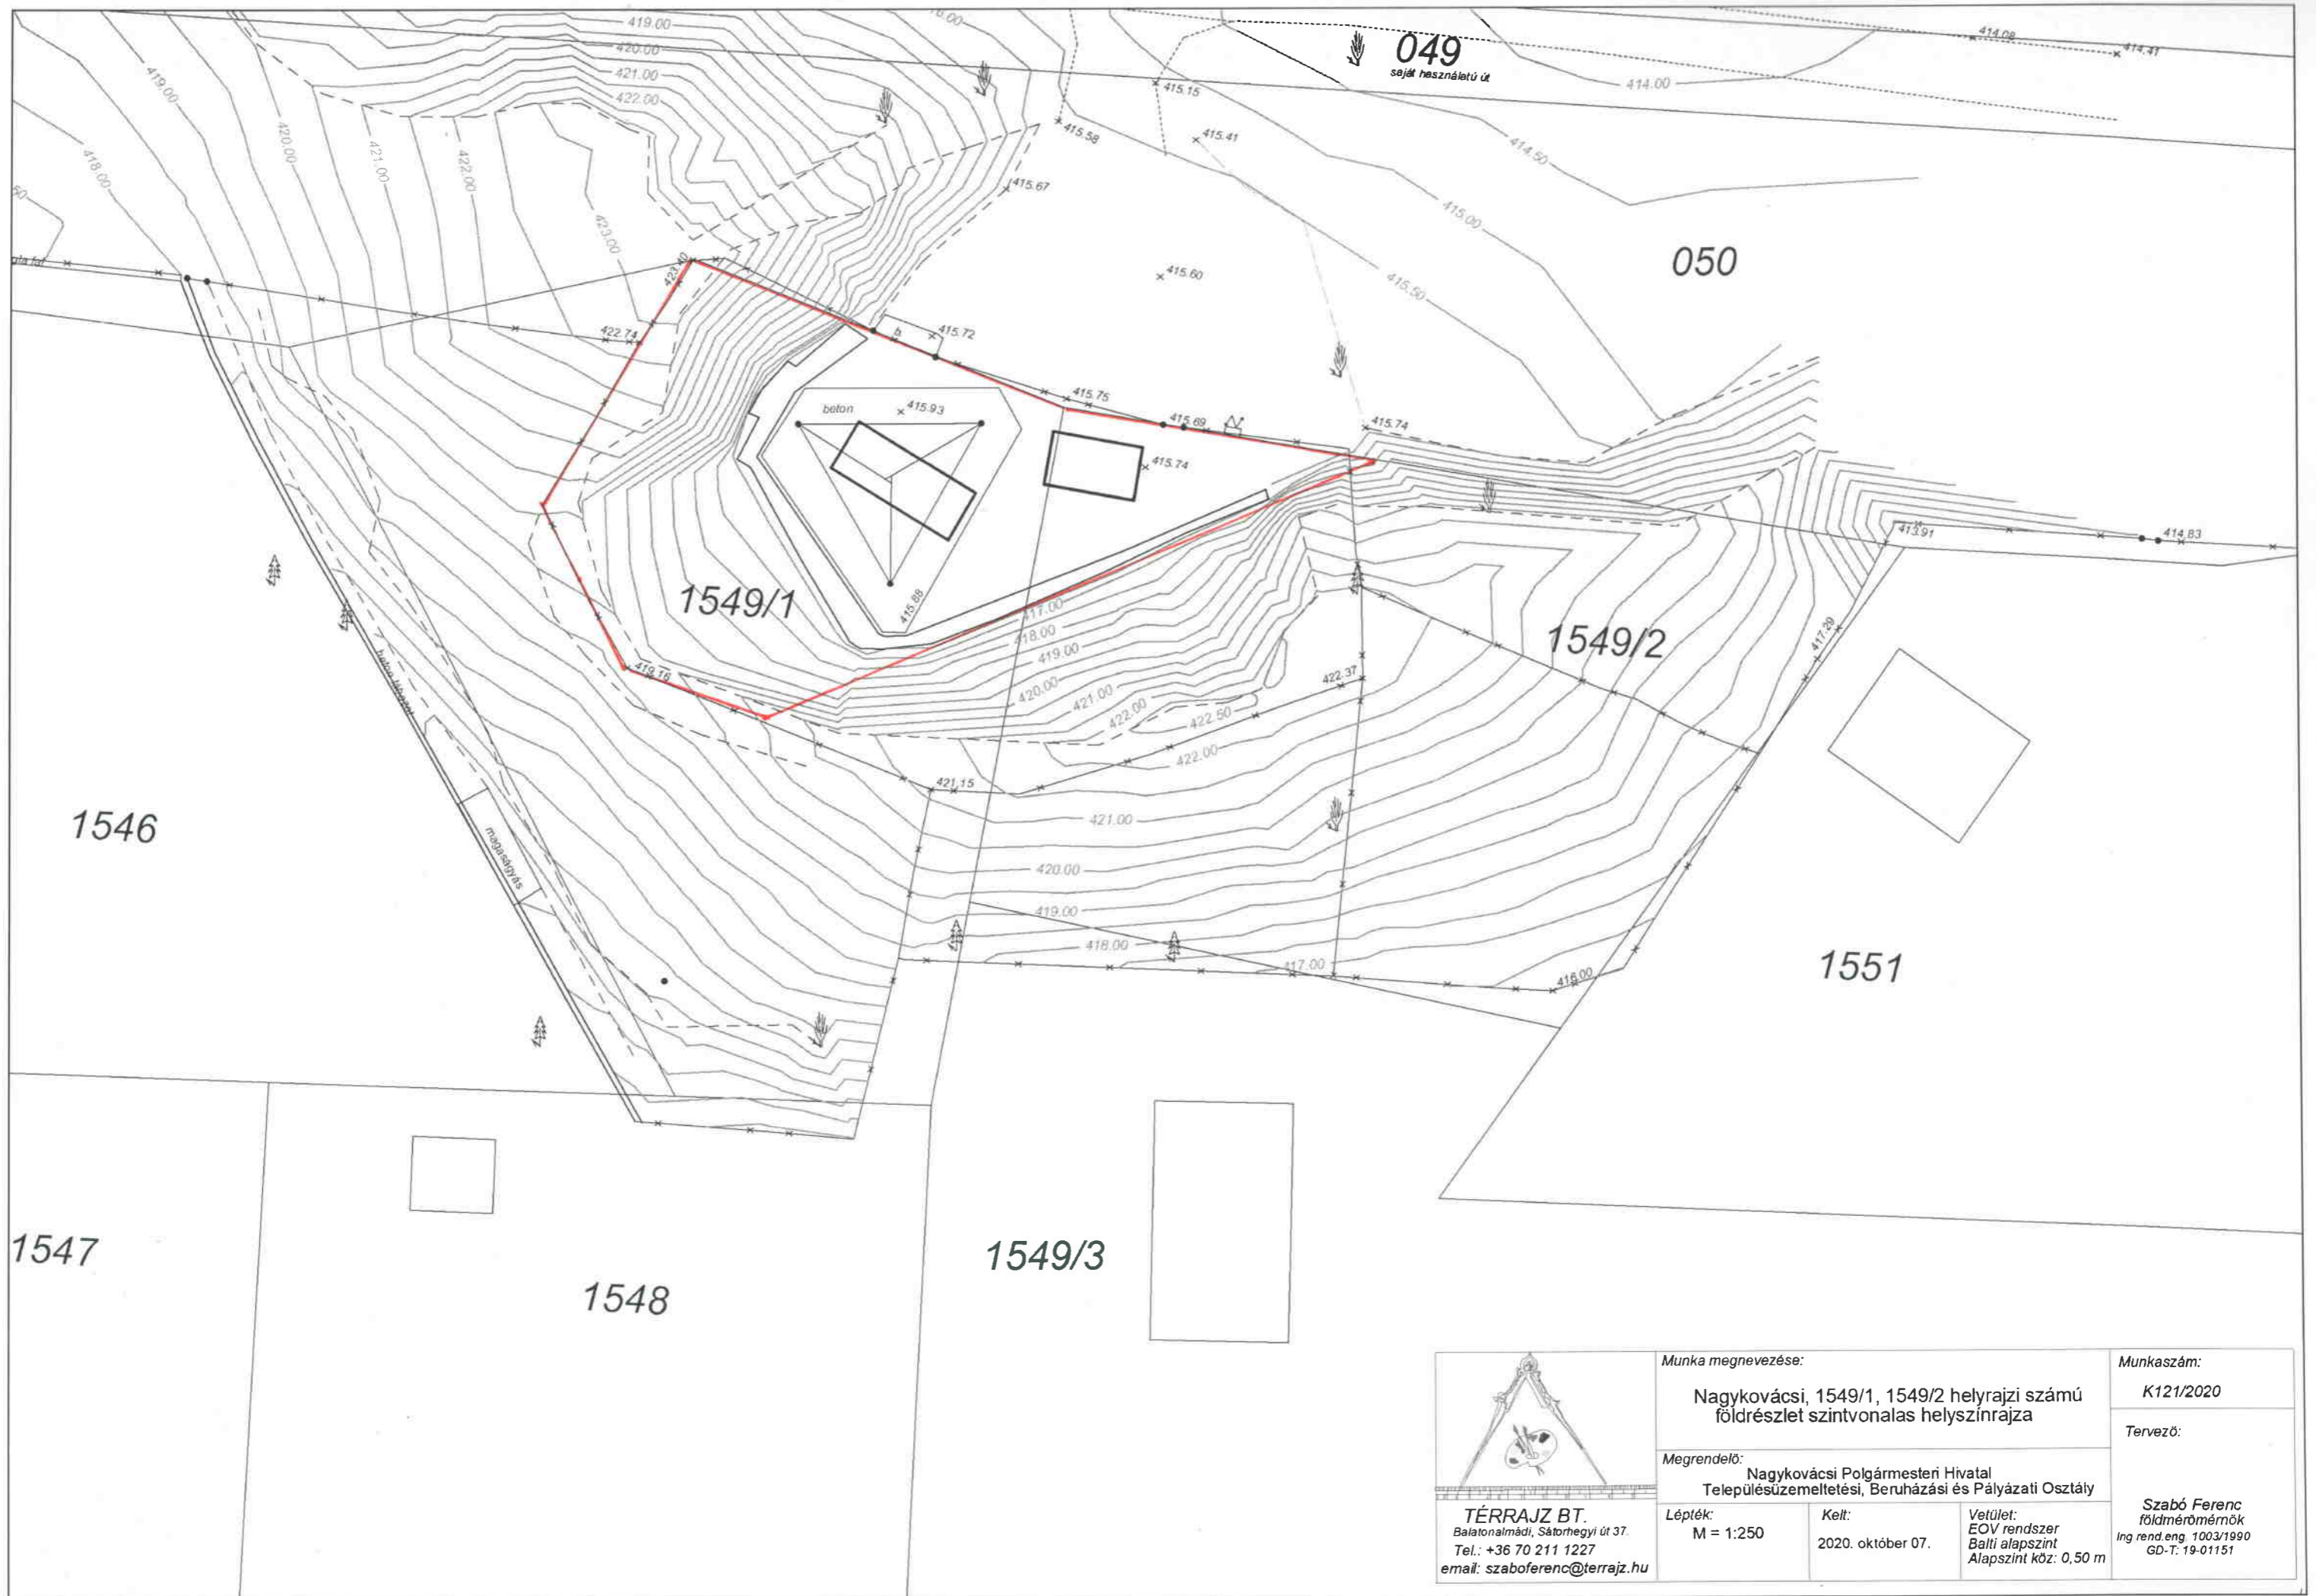 419.00
420.00
421.00
422.00
049
saját használatú út
414.08
414.41
414.00
415.15
415.58
415.41
414.50
419.00
418.00
420.00
421.00
422.00
423.00
415.67
415.00
415.60
415.50
050
423.40
422.74
415.72
415.75
415.69
415.74
beton
415.93
415.74
415.88
1549/1
417.00
418.00
419.00
420.00
421.00
422.00
422.50
422.00
422.37
1549/2
413.91
414.83
417.29
419.16
421.15
421.00
420.00
419.00
418.00
417.00
416.00
magaságyás
1546
1551
1547
1548
1549/3
Munka megnevezése:
Nagykovácsi, 1549/1, 1549/2 helyrajzi számú
földrészlet szintvonalas helyszínrajza
Munkaszám:
K121/2020
Megrendelő:
Nagykovácsi Polgármesteri Hivatal
Településüzemeltetési, Beruházási és Pályázati Osztály
Tervező:
Szabó Ferenc
földmérőmérnök
Ing.rend.eng. 1003/1990
GD-T: 19-01151
TÉRRAJZ BT.
Balatonalmádi, Sátorhegyi út 37.
Tel.: +36 70 211 1227
email: szaboferenc@terrajz.hu
Lépték:
M = 1:250
Kelt:
2020. október 07.
Vetület:
EOV rendszer
Balti alapszint
Alapszint köz: 0,50 m